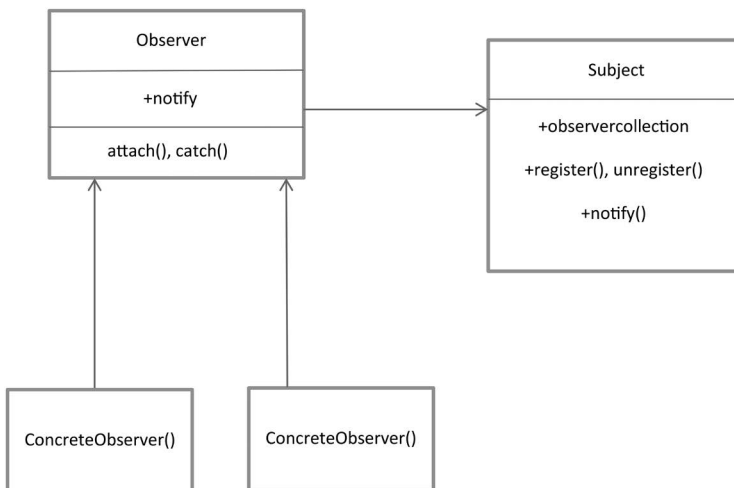 Observer
+notify
attach(), catch()
Subject
+observercollection
+register(), unregister()
+notify()
ConcreteObserver()
ConcreteObserver()